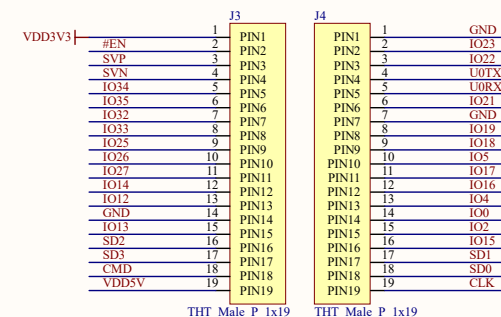 J3 J4
VDD3V3 1 PIN1 PIN1 1 GND
#EN 2 PIN2 PIN2 2 IO23
SVP 3 PIN3 PIN3 3 IO22
SVN 4 PIN4 PIN4 4 U0TX
IO34 5 PIN5 PIN5 5 U0RX
IO35 6 PIN6 PIN6 6 IO21
IO32 7 PIN7 PIN7 7 GND
IO33 8 PIN8 PIN8 8 IO19
IO25 9 PIN9 PIN9 9 IO18
IO26 10 PIN10 PIN10 10 IO5
IO27 11 PIN11 PIN11 11 IO17
IO14 12 PIN12 PIN12 12 IO16
IO12 13 PIN13 PIN13 13 IO4
GND 14 PIN14 PIN14 14 IO0
IO13 15 PIN15 PIN15 15 IO2
SD2 16 PIN16 PIN16 16 IO15
SD3 17 PIN17 PIN17 17 SD1
CMD 18 PIN18 PIN18 18 SD0
VDD5V 19 PIN19 PIN19 19 CLK
THT_Male_P_1x19 THT_Male_P_1x19